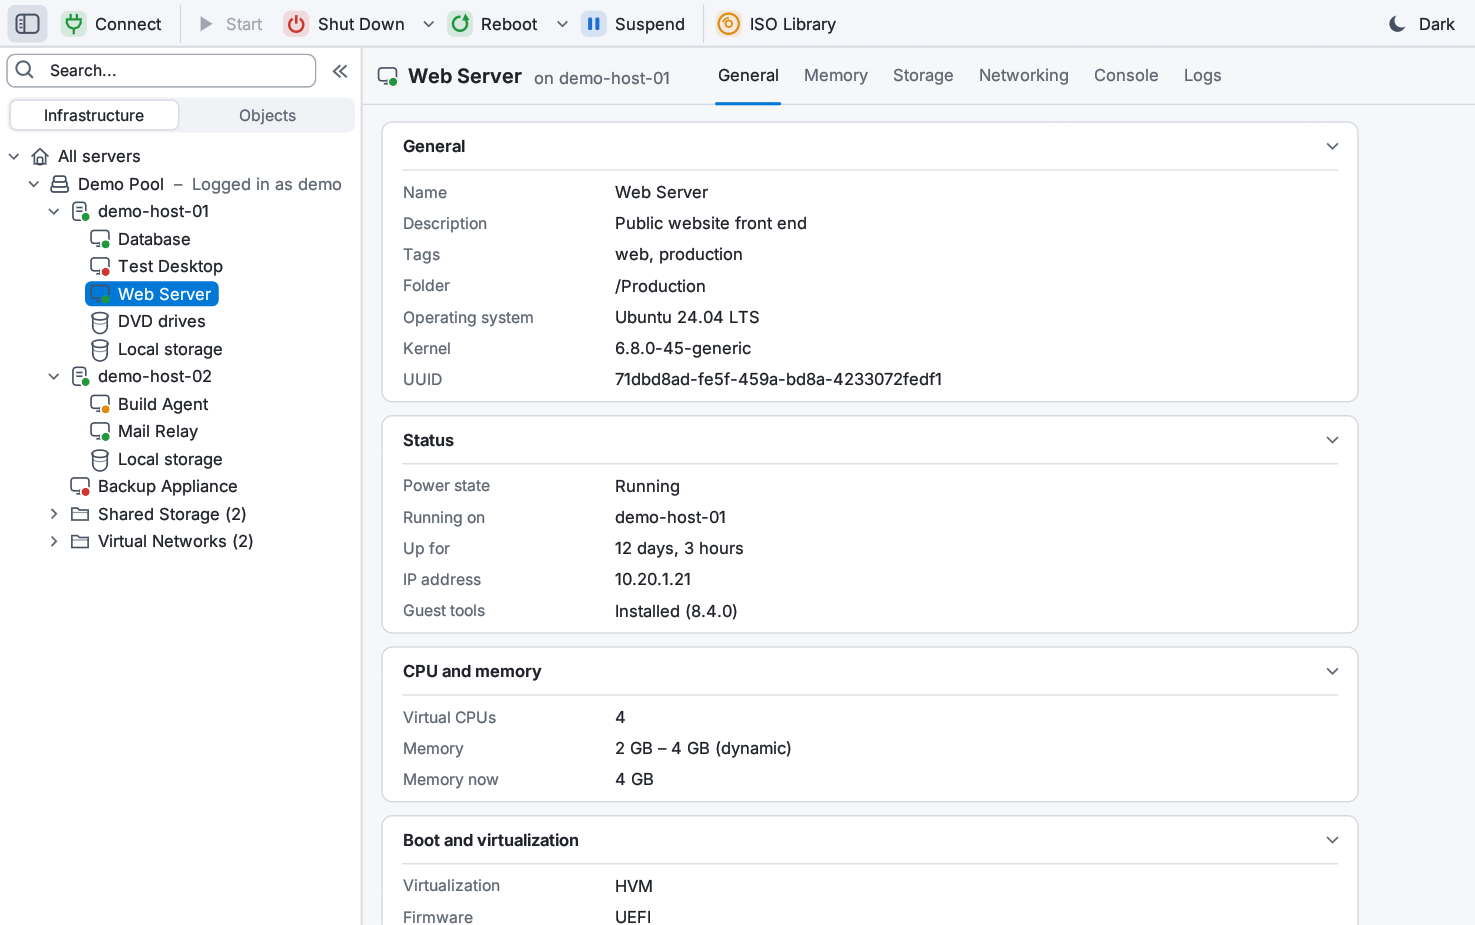 Connect Start Shut Down Reboot Suspend ISO Library Dark
Search...
Infrastructure Objects
All servers
Demo Pool – Logged in as demo
demo-host-01
Database
Test Desktop
Web Server
DVD drives
Local storage
demo-host-02
Build Agent
Mail Relay
Local storage
Backup Appliance
Shared Storage (2)
Virtual Networks (2)
Web Server on demo-host-01 General Memory Storage Networking Console Logs
General
Name Web Server
Description Public website front end
Tags web, production
Folder /Production
Operating system Ubuntu 24.04 LTS
Kernel 6.8.0-45-generic
UUID 71dbd8ad-fe5f-459a-bd8a-4233072fedf1
Status
Power state Running
Running on demo-host-01
Up for 12 days, 3 hours
IP address 10.20.1.21
Guest tools Installed (8.4.0)
CPU and memory
Virtual CPUs 4
Memory 2 GB – 4 GB (dynamic)
Memory now 4 GB
Boot and virtualization
Virtualization HVM
Firmware UEFI